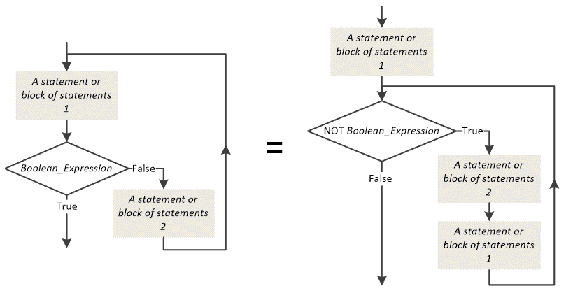 A statement or
block of statements
1
Boolean_Expression
False
True
A statement or
block of statements
2
=
A statement or
block of statements
1
NOT Boolean_Expression
True
False
A statement or
block of statements
2
A statement or
block of statements
1